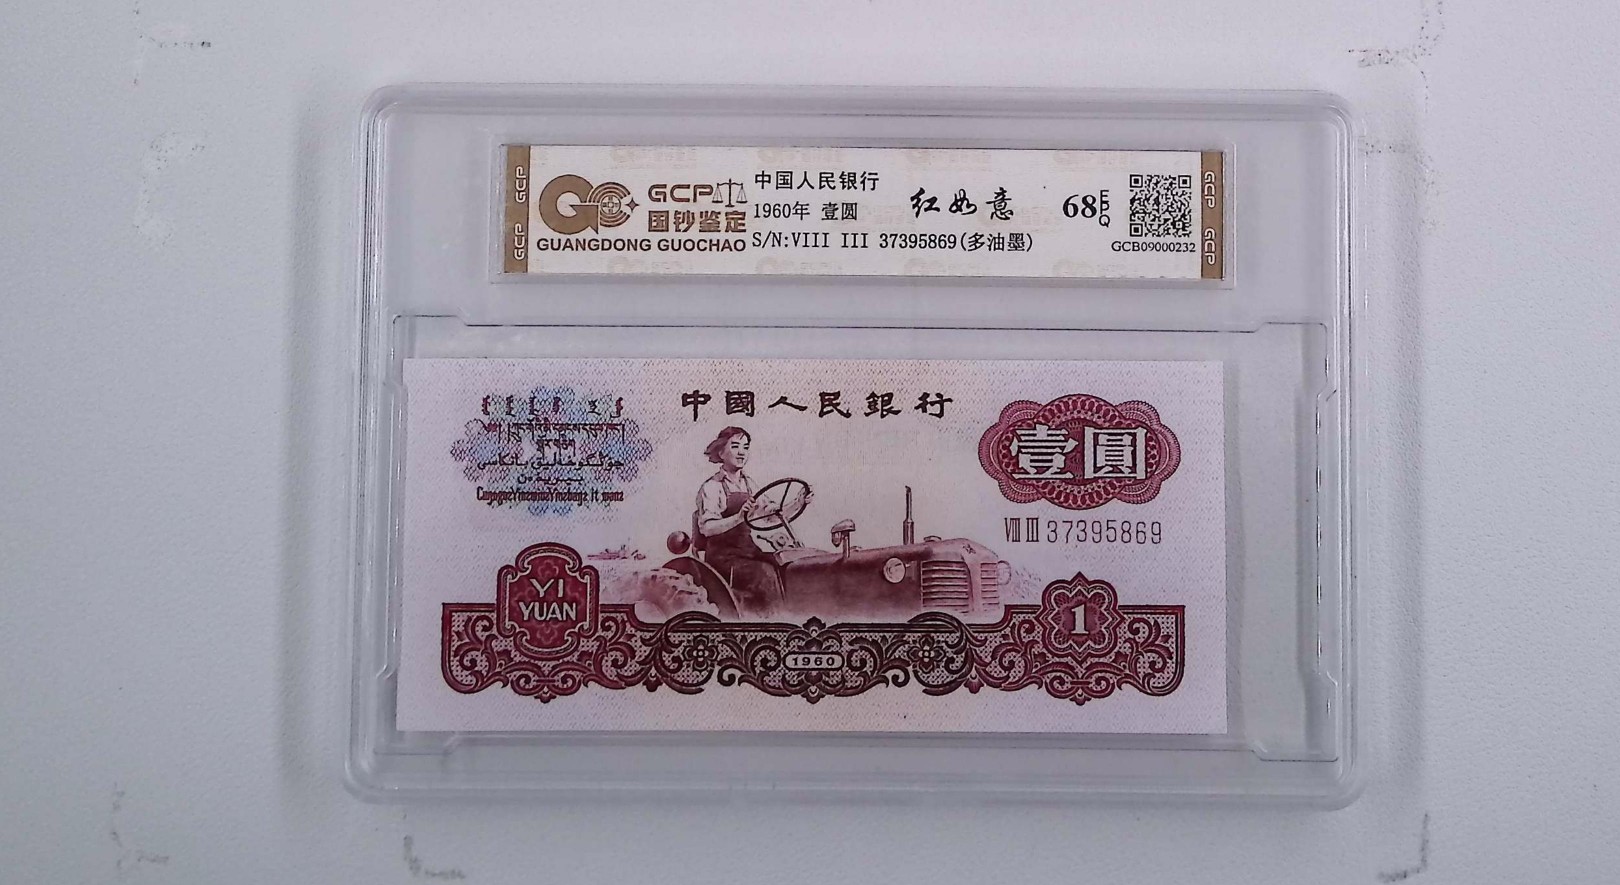 GCP
GCP
GCP
国钞鉴定
GUANGDONG GUOCHAO
中国人民银行
1960年 壹圆
S/N:VIII III 37395869(多油墨)
红如意
68
EPQ
GCB09000232
GCP
GCP
中國人民銀行
壹圓
VIII III 37395869
YI
YUAN
1960
1